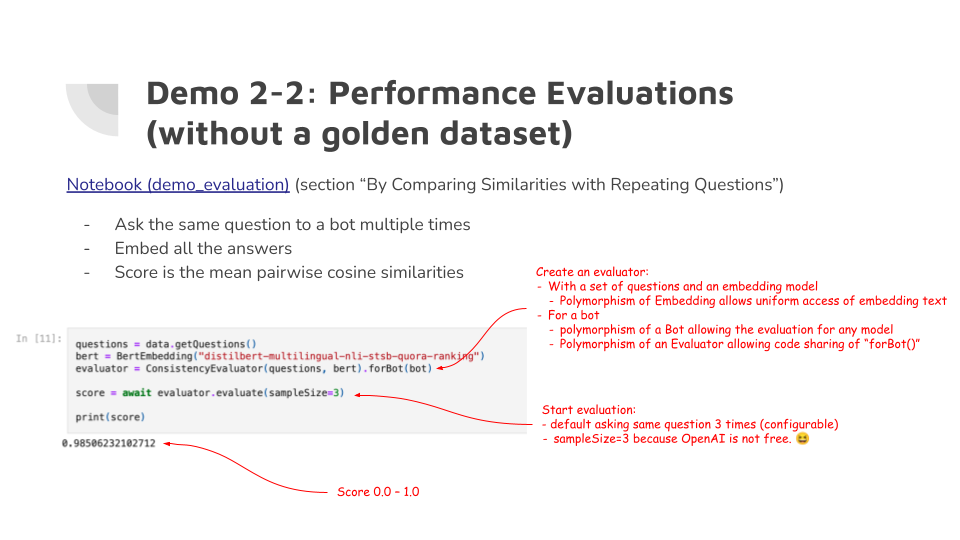 Demo 2-2: Performance Evaluations
(without a golden dataset)
Notebook (demo_evaluation) (section “By Comparing Similarities with Repeating Questions”)
- Ask the same question to a bot multiple times
- Embed all the answers
- Score is the mean pairwise cosine similarities
Create an evaluator:
- With a set of questions and an embedding model
- Polymorphism of Embedding allows uniform access of embedding text
- For a bot
- polymorphism of a Bot allowing the evaluation for any model
- Polymorphism of an Evaluator allowing code sharing of “forBot()”
In [11]:
questions = data.getQuestions()
bert = BertEmbedding("distilbert-multilingual-nli-stsb-quora-ranking")
evaluator = ConsistencyEvaluator(questions, bert).forBot(bot)
score = await evaluator.evaluate(sampleSize=3)
print(score)
0.98506232102712
Start evaluation:
- default asking same question 3 times (configurable)
- sampleSize=3 because OpenAI is not free. 😆
Score 0.0 – 1.0